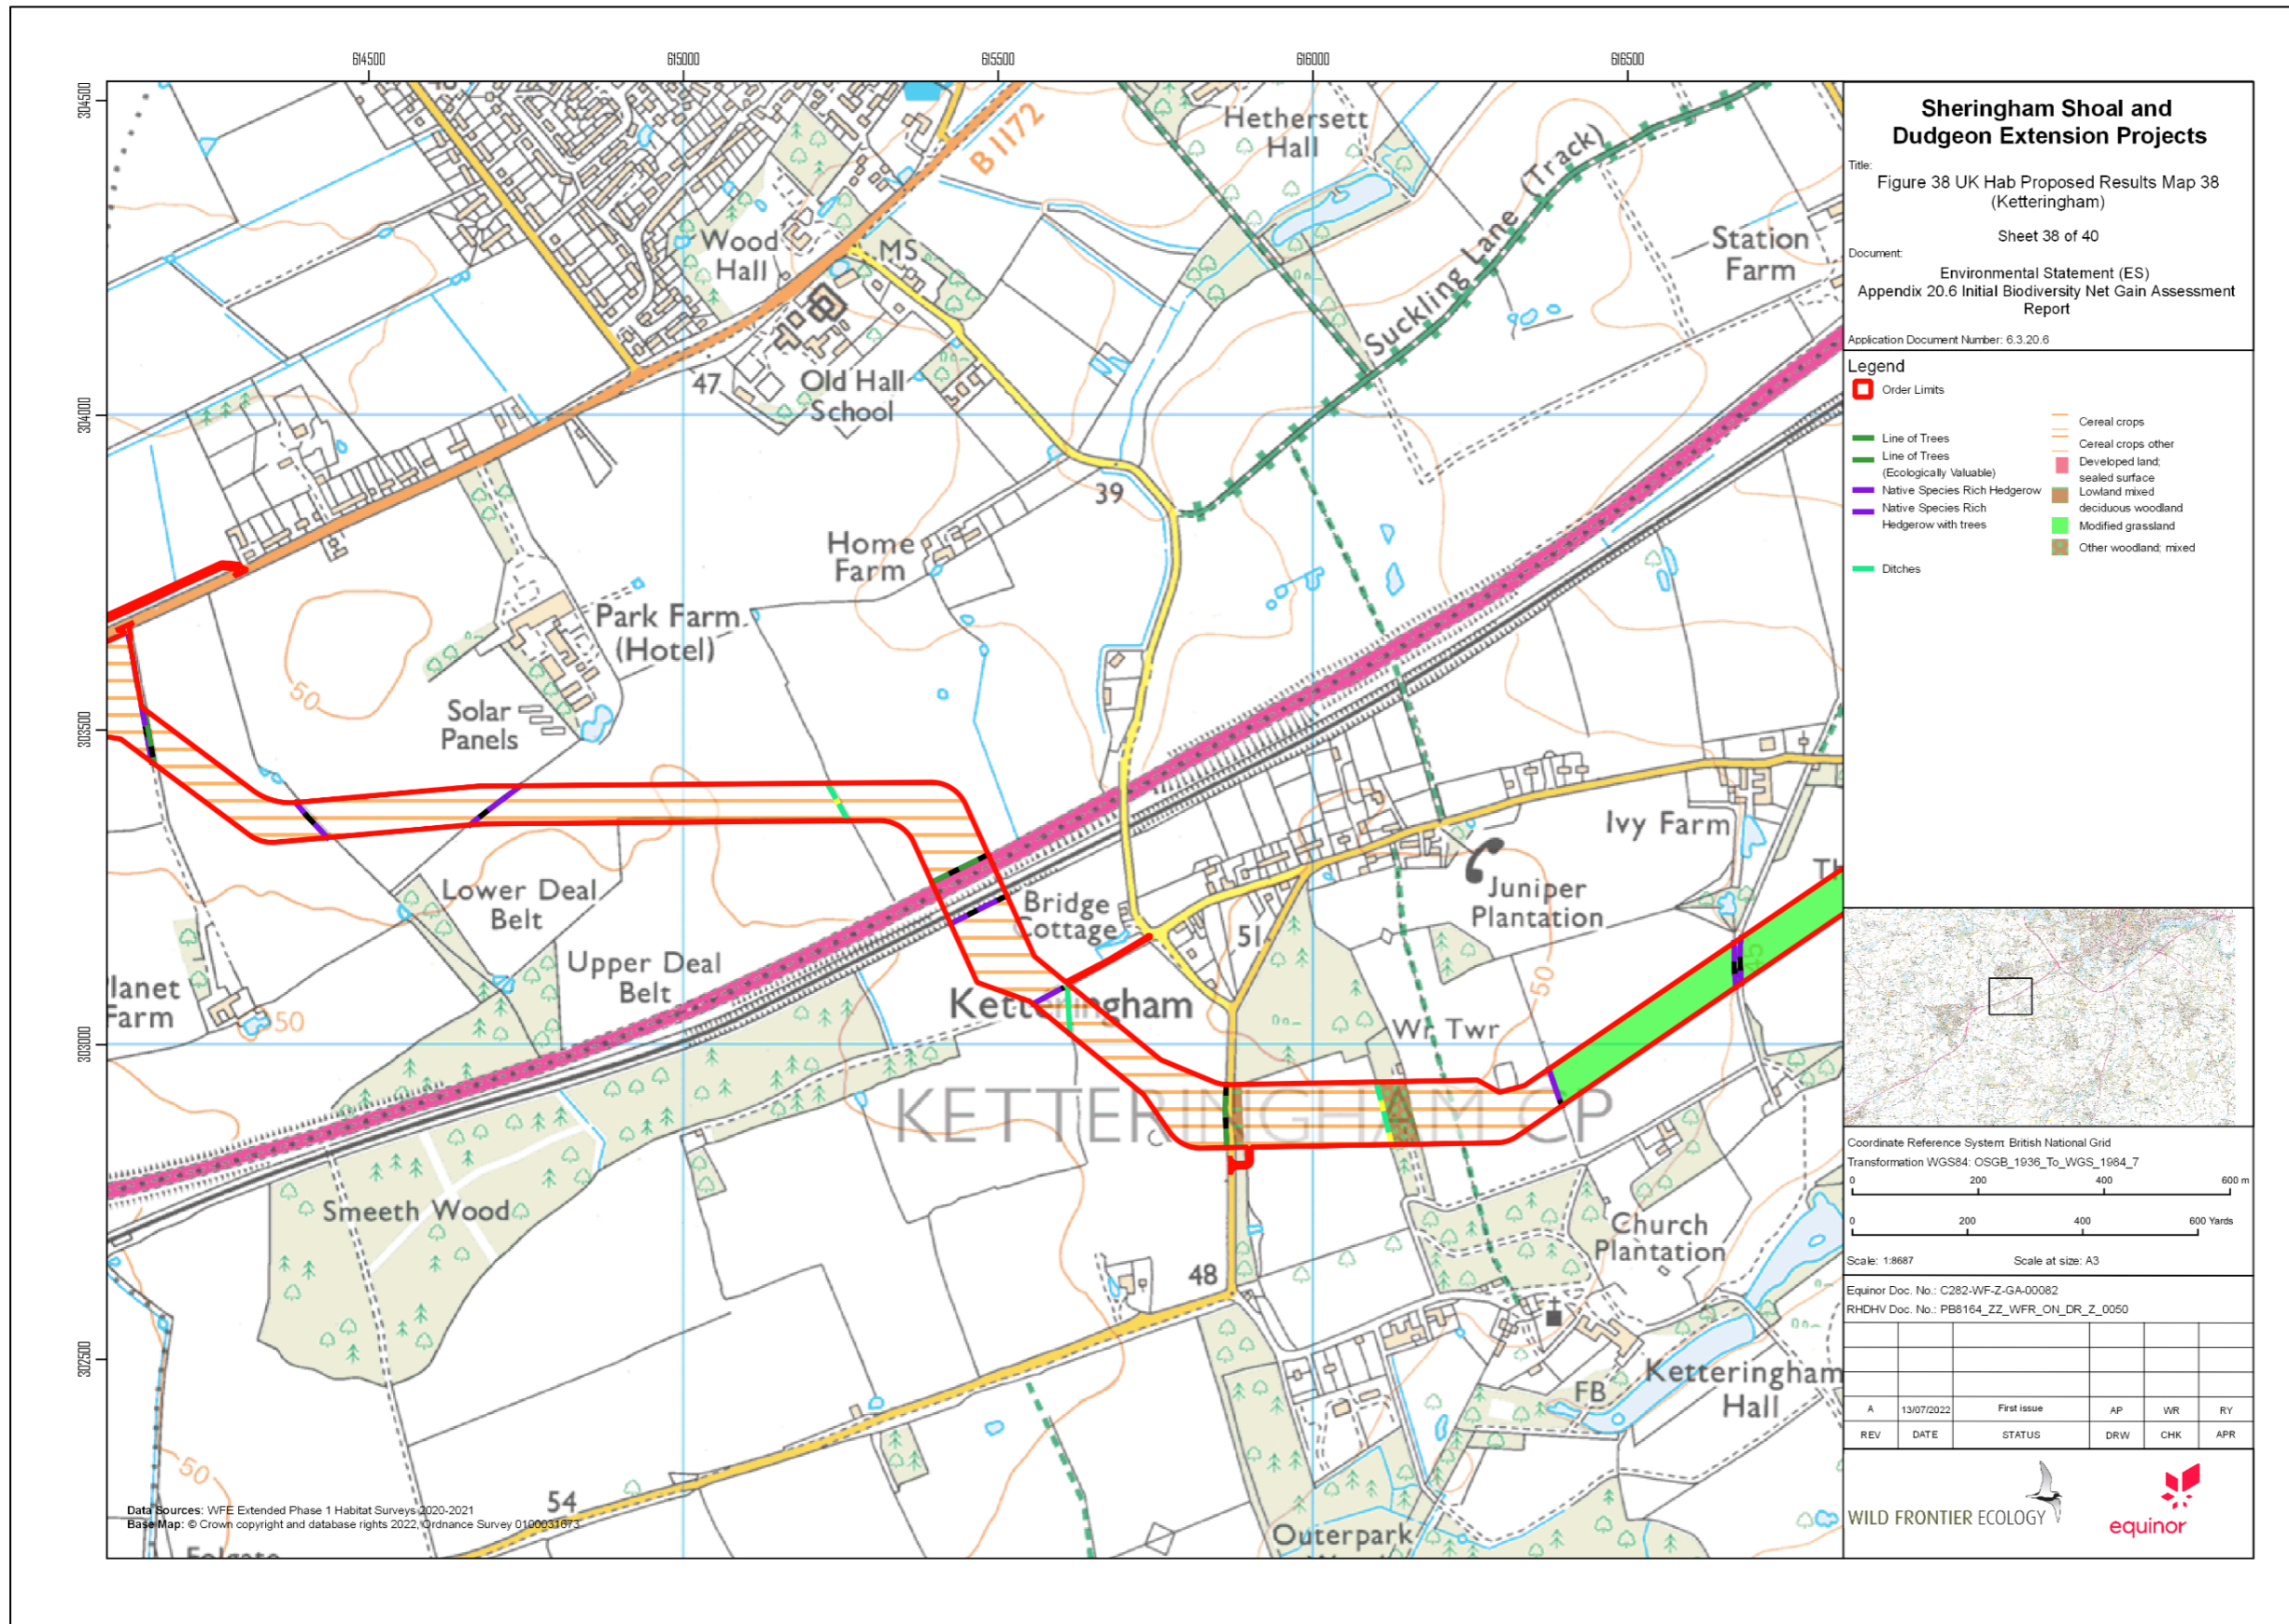 614500
615000
615500
616000
616500
304500
304000
303500
303000
302500
B 1172
Hethersett
Hall
Wood
Hall
MS
Suckling Lane (Track)
Station
Farm
47
Old Hall
School
39
Home
Farm
Park Farm
(Hotel)
50
Solar
Panels
Ivy Farm
Lower Deal
Belt
Bridge
Cottage
Juniper
Plantation
51
Upper Deal
Belt
50
Farm
50
Ketteringham
Wr Twr
KETTERINGHAM CP
Smeeth Wood
Church
Plantation
48
Ketteringham
Hall
FB
50
54
Outerpark
Data Sources: WFE Extended Phase 1 Habitat Surveys 2020-2021
Base Map: © Crown copyright and database rights 2022, Ordnance Survey 0100031673
Sheringham Shoal and
Dudgeon Extension Projects
Title:
Figure 38 UK Hab Proposed Results Map 38
(Ketteringham)
Sheet 38 of 40
Document:
Environmental Statement (ES)
Appendix 20.6 Initial Biodiversity Net Gain Assessment
Report
Application Document Number: 6.3.20.6
Legend
Order Limits
Line of Trees
Line of Trees
(Ecologically Valuable)
Native Species Rich Hedgerow
Native Species Rich
Hedgerow with trees
Ditches
Cereal crops
Cereal crops other
Developed land;
sealed surface
Lowland mixed
deciduous woodland
Modified grassland
Other woodland; mixed
Coordinate Reference System: British National Grid
Transformation WGS84: OSGB_1936_To_WGS_1984_7
0 200 400 600 m
0 200 400 600 Yards
Scale: 1:8687 Scale at size: A3
Equinor Doc. No.: C282-WF-Z-GA-00082
RHDHV Doc. No.: PB8164_ZZ_WFR_ON_DR_Z_0050
A 13/07/2022 First issue AP WR RY
REV DATE STATUS DRW CHK APR
WILD FRONTIER ECOLOGY
equinor